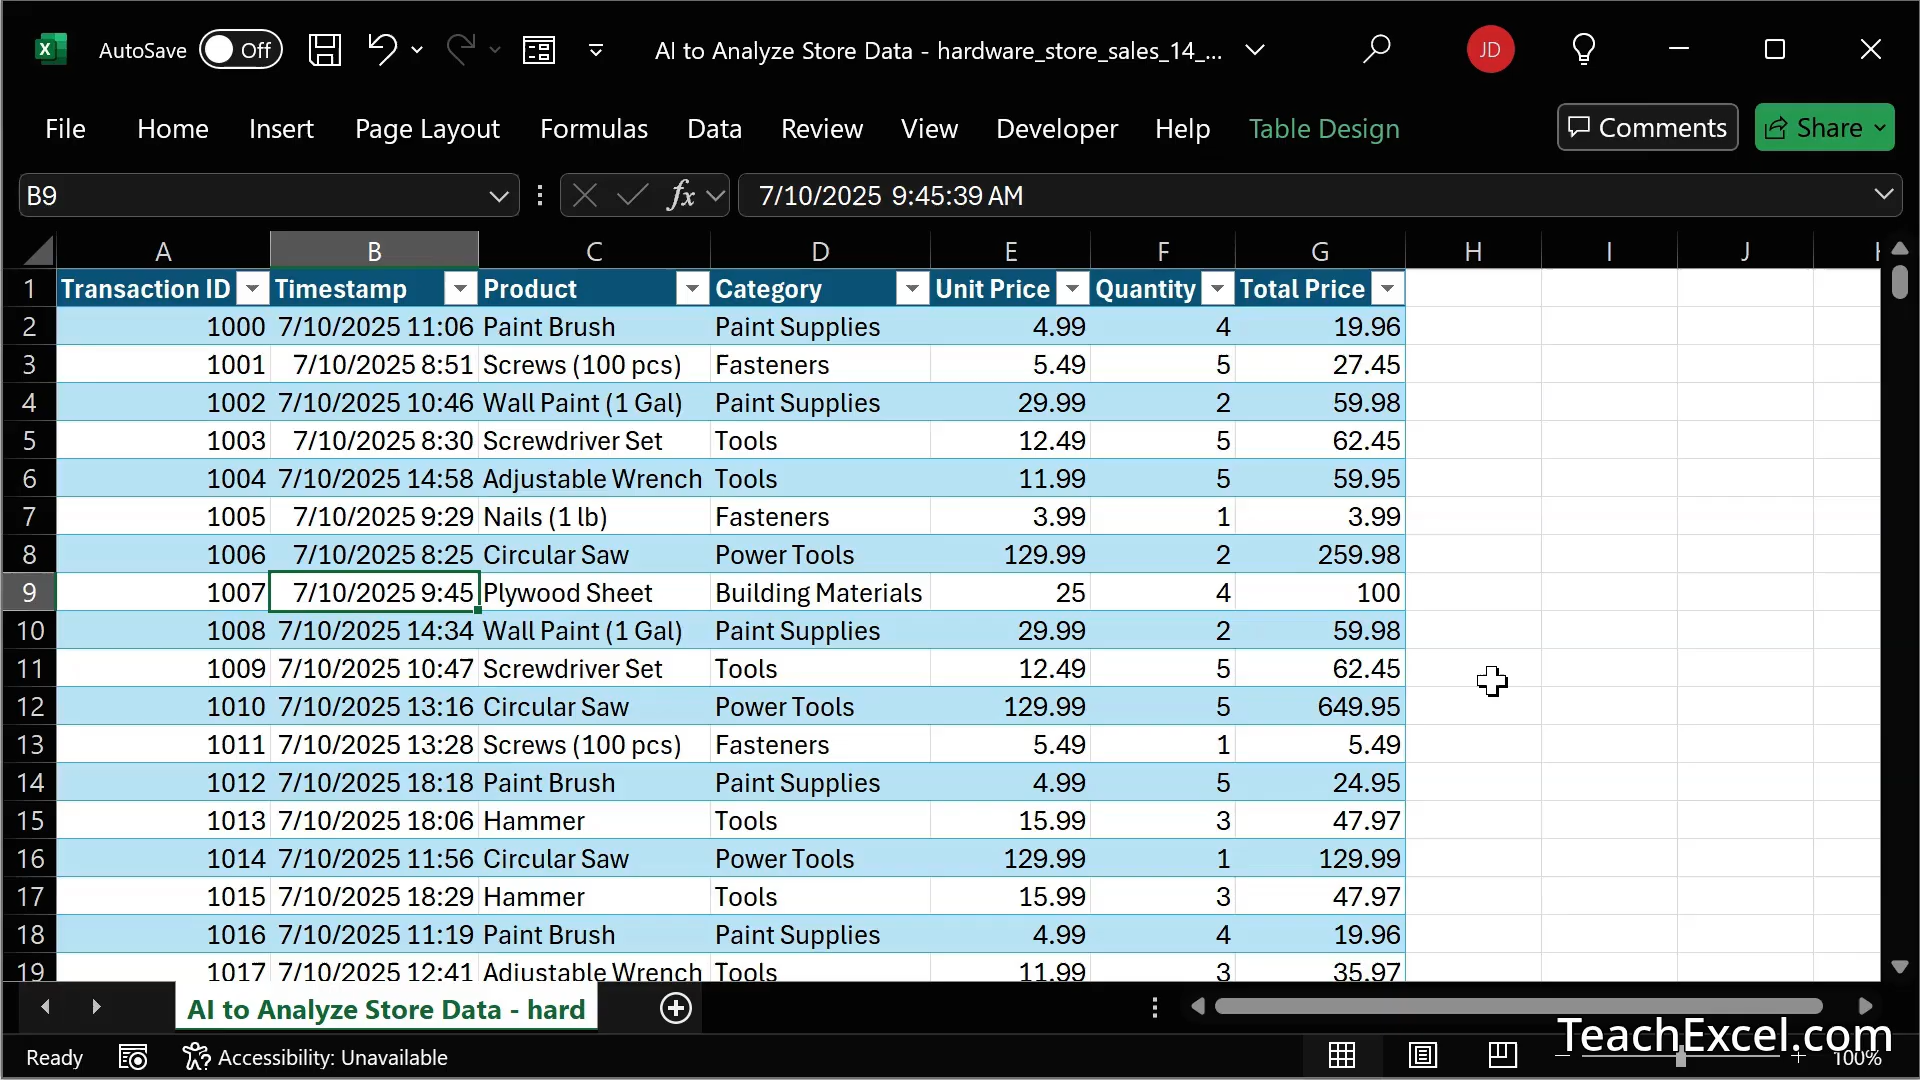 AutoSave Off AI to Analyze Store Data - hardware_store_sales_14_... JD
File Home Insert Page Layout Formulas Data Review View Developer Help Table Design Comments Share
B9 fx 7/10/2025 9:45:39 AM
A B C D E F G H I J
1 Transaction ID Timestamp Product Category Unit Price Quantity Total Price
2 1000 7/10/2025 11:06 Paint Brush Paint Supplies 4.99 4 19.96
3 1001 7/10/2025 8:51 Screws (100 pcs) Fasteners 5.49 5 27.45
4 1002 7/10/2025 10:46 Wall Paint (1 Gal) Paint Supplies 29.99 2 59.98
5 1003 7/10/2025 8:30 Screwdriver Set Tools 12.49 5 62.45
6 1004 7/10/2025 14:58 Adjustable Wrench Tools 11.99 5 59.95
7 1005 7/10/2025 9:29 Nails (1 lb) Fasteners 3.99 1 3.99
8 1006 7/10/2025 8:25 Circular Saw Power Tools 129.99 2 259.98
9 1007 7/10/2025 9:45 Plywood Sheet Building Materials 25 4 100
10 1008 7/10/2025 14:34 Wall Paint (1 Gal) Paint Supplies 29.99 2 59.98
11 1009 7/10/2025 10:47 Screwdriver Set Tools 12.49 5 62.45
12 1010 7/10/2025 13:16 Circular Saw Power Tools 129.99 5 649.95
13 1011 7/10/2025 13:28 Screws (100 pcs) Fasteners 5.49 1 5.49
14 1012 7/10/2025 18:18 Paint Brush Paint Supplies 4.99 5 24.95
15 1013 7/10/2025 18:06 Hammer Tools 15.99 3 47.97
16 1014 7/10/2025 11:56 Circular Saw Power Tools 129.99 1 129.99
17 1015 7/10/2025 18:29 Hammer Tools 15.99 3 47.97
18 1016 7/10/2025 11:19 Paint Brush Paint Supplies 4.99 4 19.96
19 1017 7/10/2025 12:41 Adjustable Wrench Tools 11.99 3 35.97
AI to Analyze Store Data - hard
TeachExcel.com
Ready Accessibility: Unavailable 100%